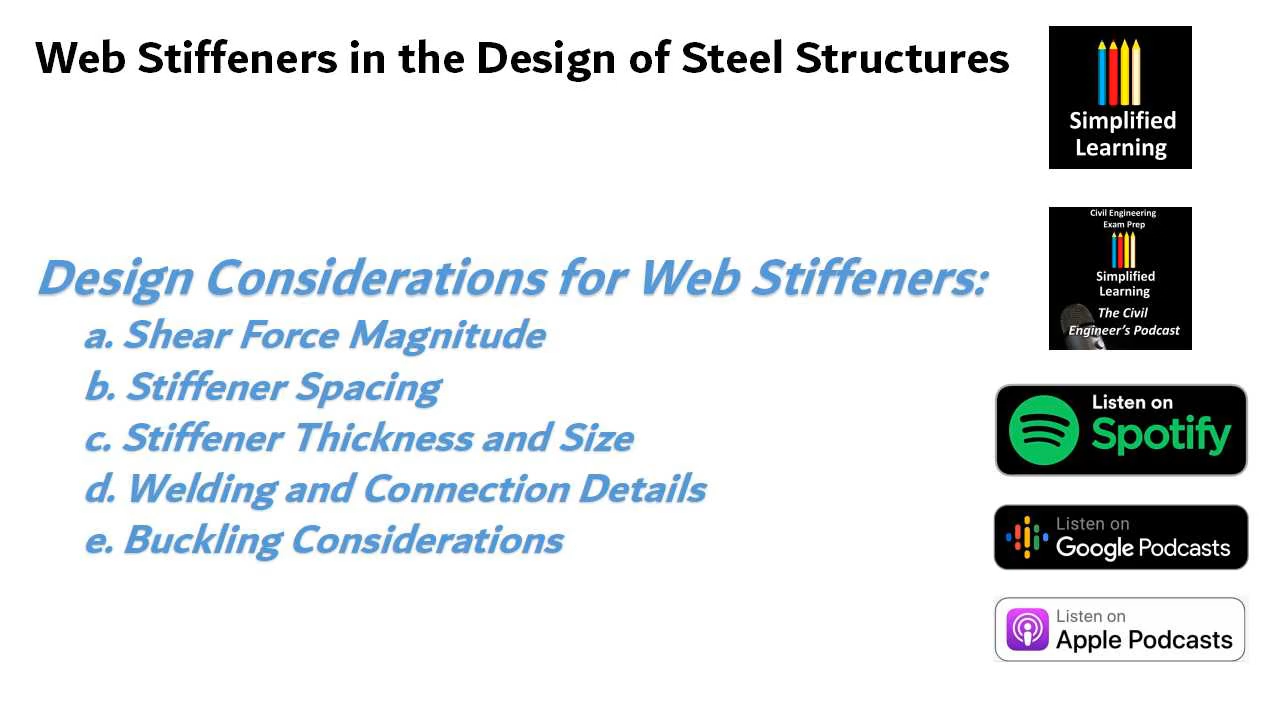 Web Stiffeners in the Design of Steel Structures
Simplified
Learning
Civil Engineering
Exam Prep
Simplified
Learning
The Civil
Engineer's Podcast
Design Considerations for Web Stiffeners:
a. Shear Force Magnitude
b. Stiffener Spacing
c. Stiffener Thickness and Size
d. Welding and Connection Details
e. Buckling Considerations
Listen on
Spotify
Listen on
Google Podcasts
Listen on
Apple Podcasts